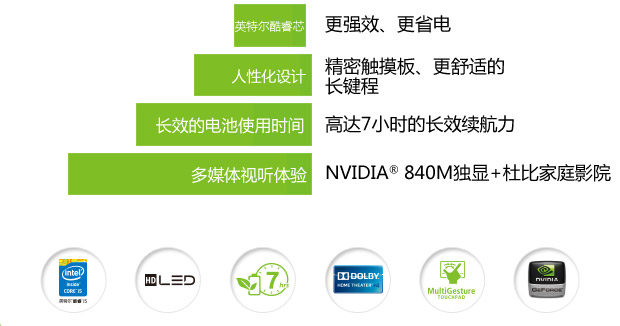 英特尔酷睿芯 更强效、更省电
人性化设计 精密触摸板、更舒适的
长键程
长效的电池使用时间 高达7小时的长效续航力
多媒体视听体验 NVIDIA® 840M独显+杜比家庭影院
intel
inside
CORE i5
英特尔酷睿 i5
HD LED
7
hrs
DOLBY
HOME THEATER
MultiGesture
TOUCHPAD
NVIDIA
GEFORCE